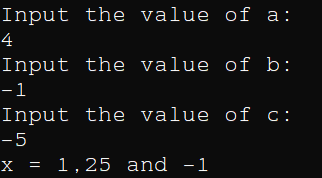 Input the value of a:
4
Input the value of b:
-1
Input the value of c:
-5
x = 1,25 and -1